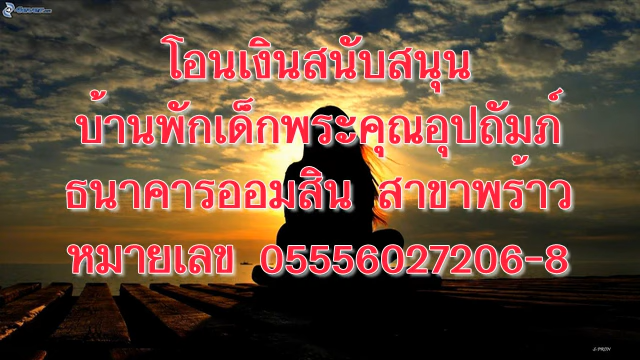 โอนเงินสนับสนุน
บ้านพักเด็กพระคุณอุปถัมภ์
ธนาคารออมสิน สาขาพร้าว
หมายเลข 05556027206-8